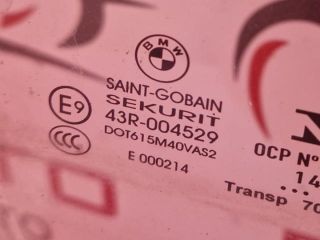 BMW
SAINT-GOBAIN
SEKURIT
E9
43R-004529
CCC
DOT615M40VAS2
E 000214
OCP N°
14
...
Transp 70